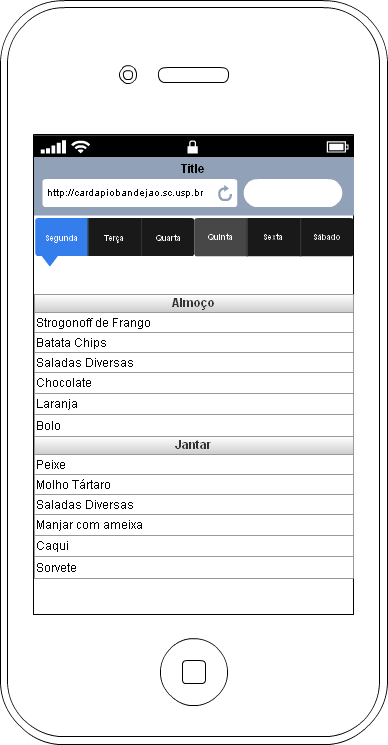 Title
http://cardapiobandejao.sc.usp.br
Segunda Terça Quarta Quinta Sexta Sábado
Almoço
Strogonoff de Frango
Batata Chips
Saladas Diversas
Chocolate
Laranja
Bolo
Jantar
Peixe
Molho Tártaro
Saladas Diversas
Manjar com ameixa
Caqui
Sorvete